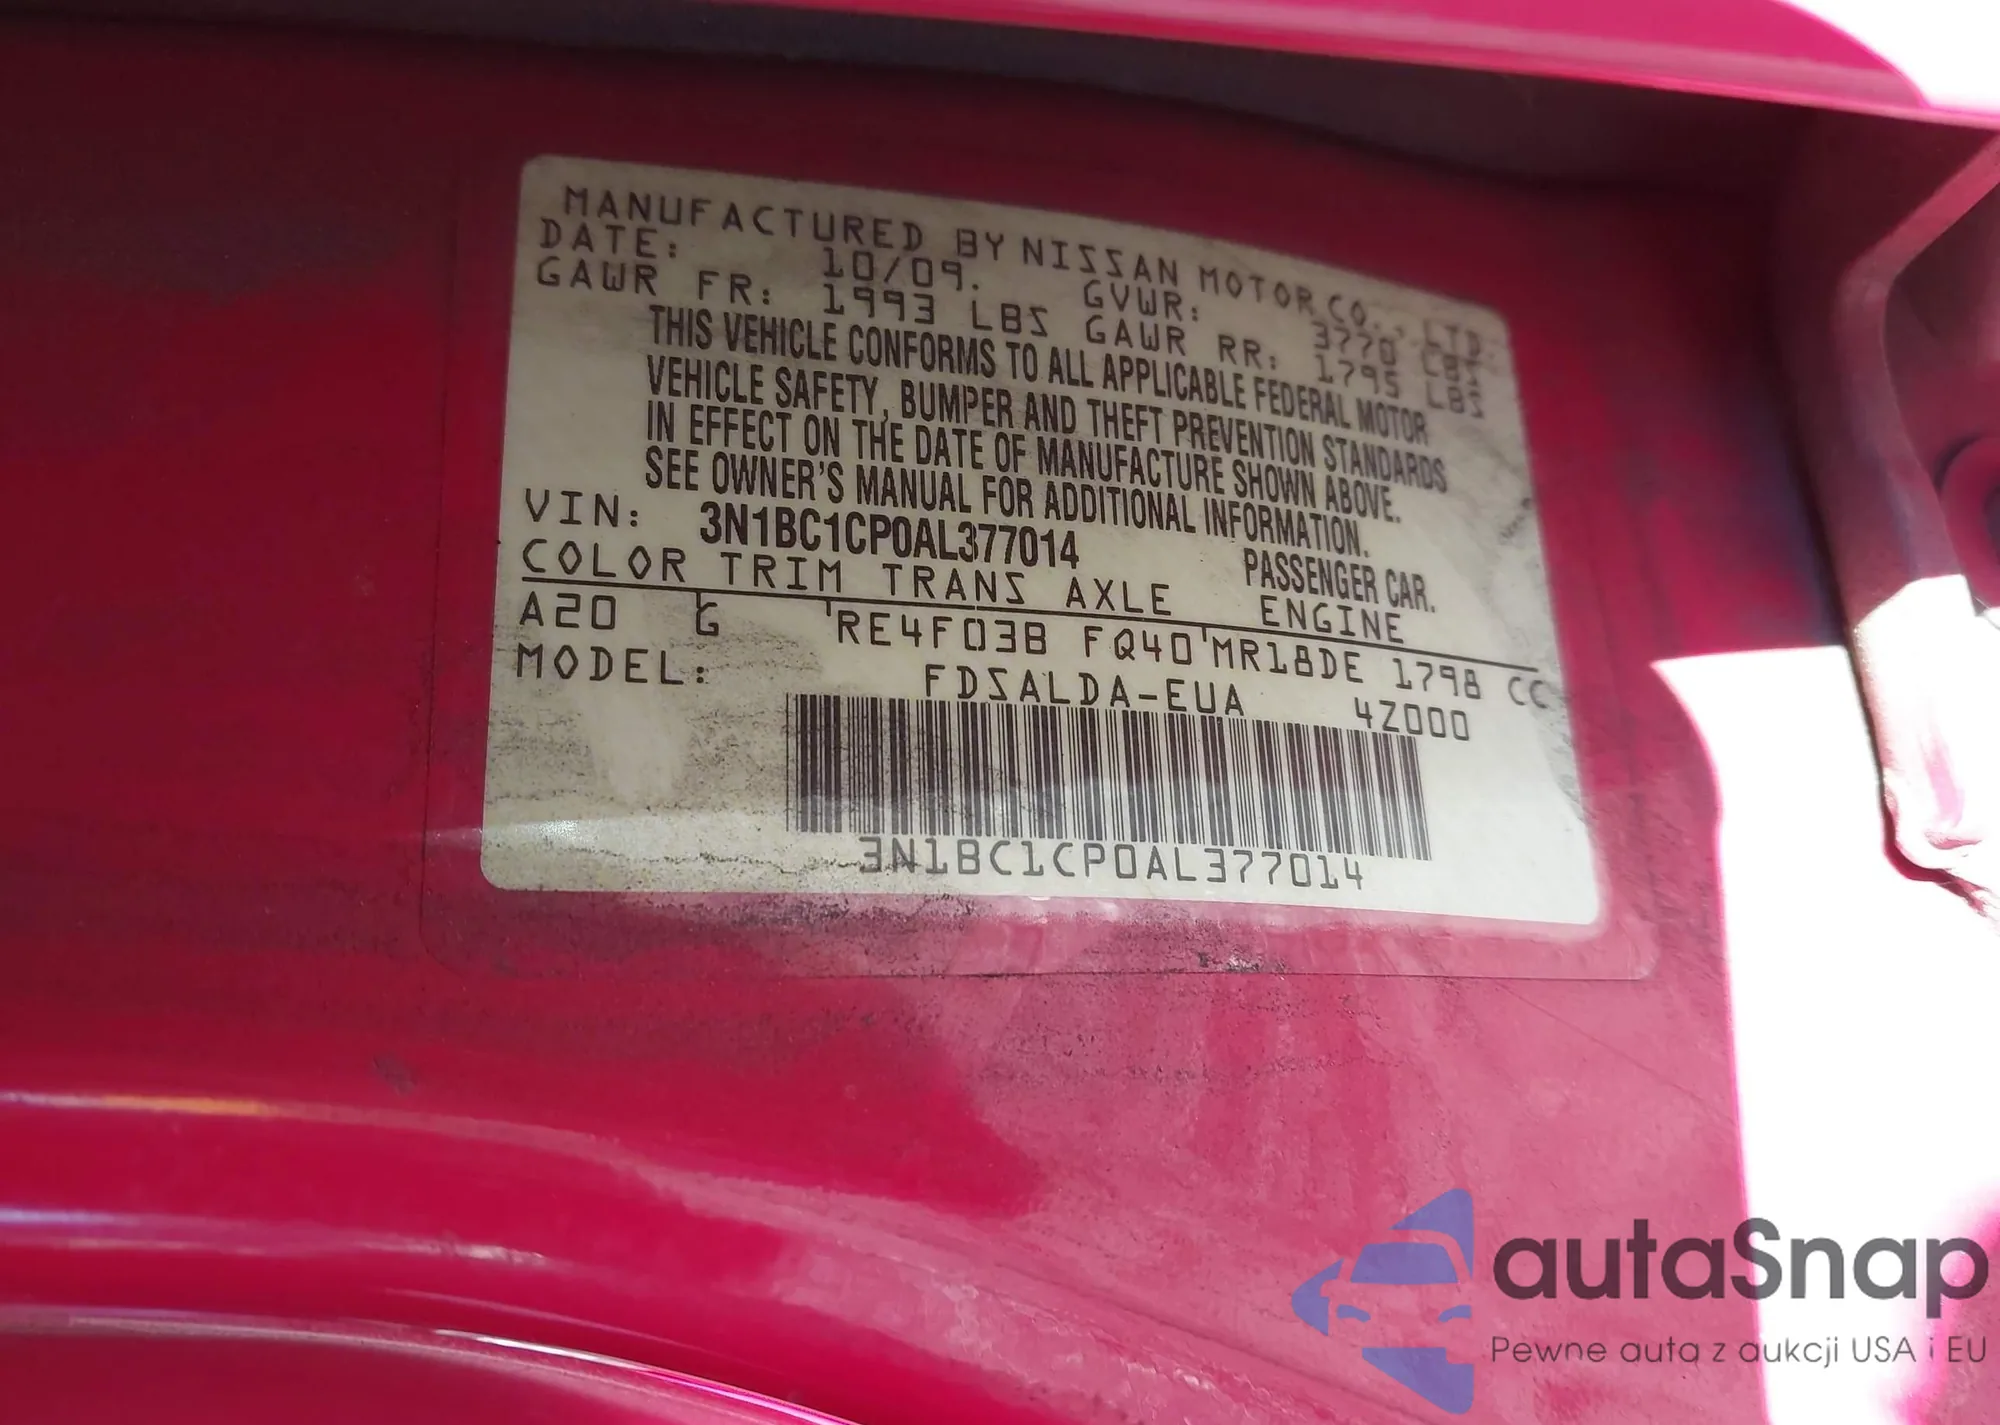 MANUFACTURED BY NISSAN MOTOR CO., LTD.
DATE: 10/09. GVWR: 3770 LBS
GAWR FR: 1993 LBS GAWR RR: 1795 LBS
THIS VEHICLE CONFORMS TO ALL APPLICABLE FEDERAL MOTOR
VEHICLE SAFETY, BUMPER AND THEFT PREVENTION STANDARDS
IN EFFECT ON THE DATE OF MANUFACTURE SHOWN ABOVE.
SEE OWNER'S MANUAL FOR ADDITIONAL INFORMATION.
VIN: 3N1BC1CP0AL377014 PASSENGER CAR.
COLOR TRIM TRANS AXLE ENGINE
A20 G RE4F03B FQ40 MR18DE 1798 CC
MODEL: FDSALDA-EUA 4Z000
3N1BC1CP0AL377014
autaSnap
Pewne auta z aukcji USA i EU